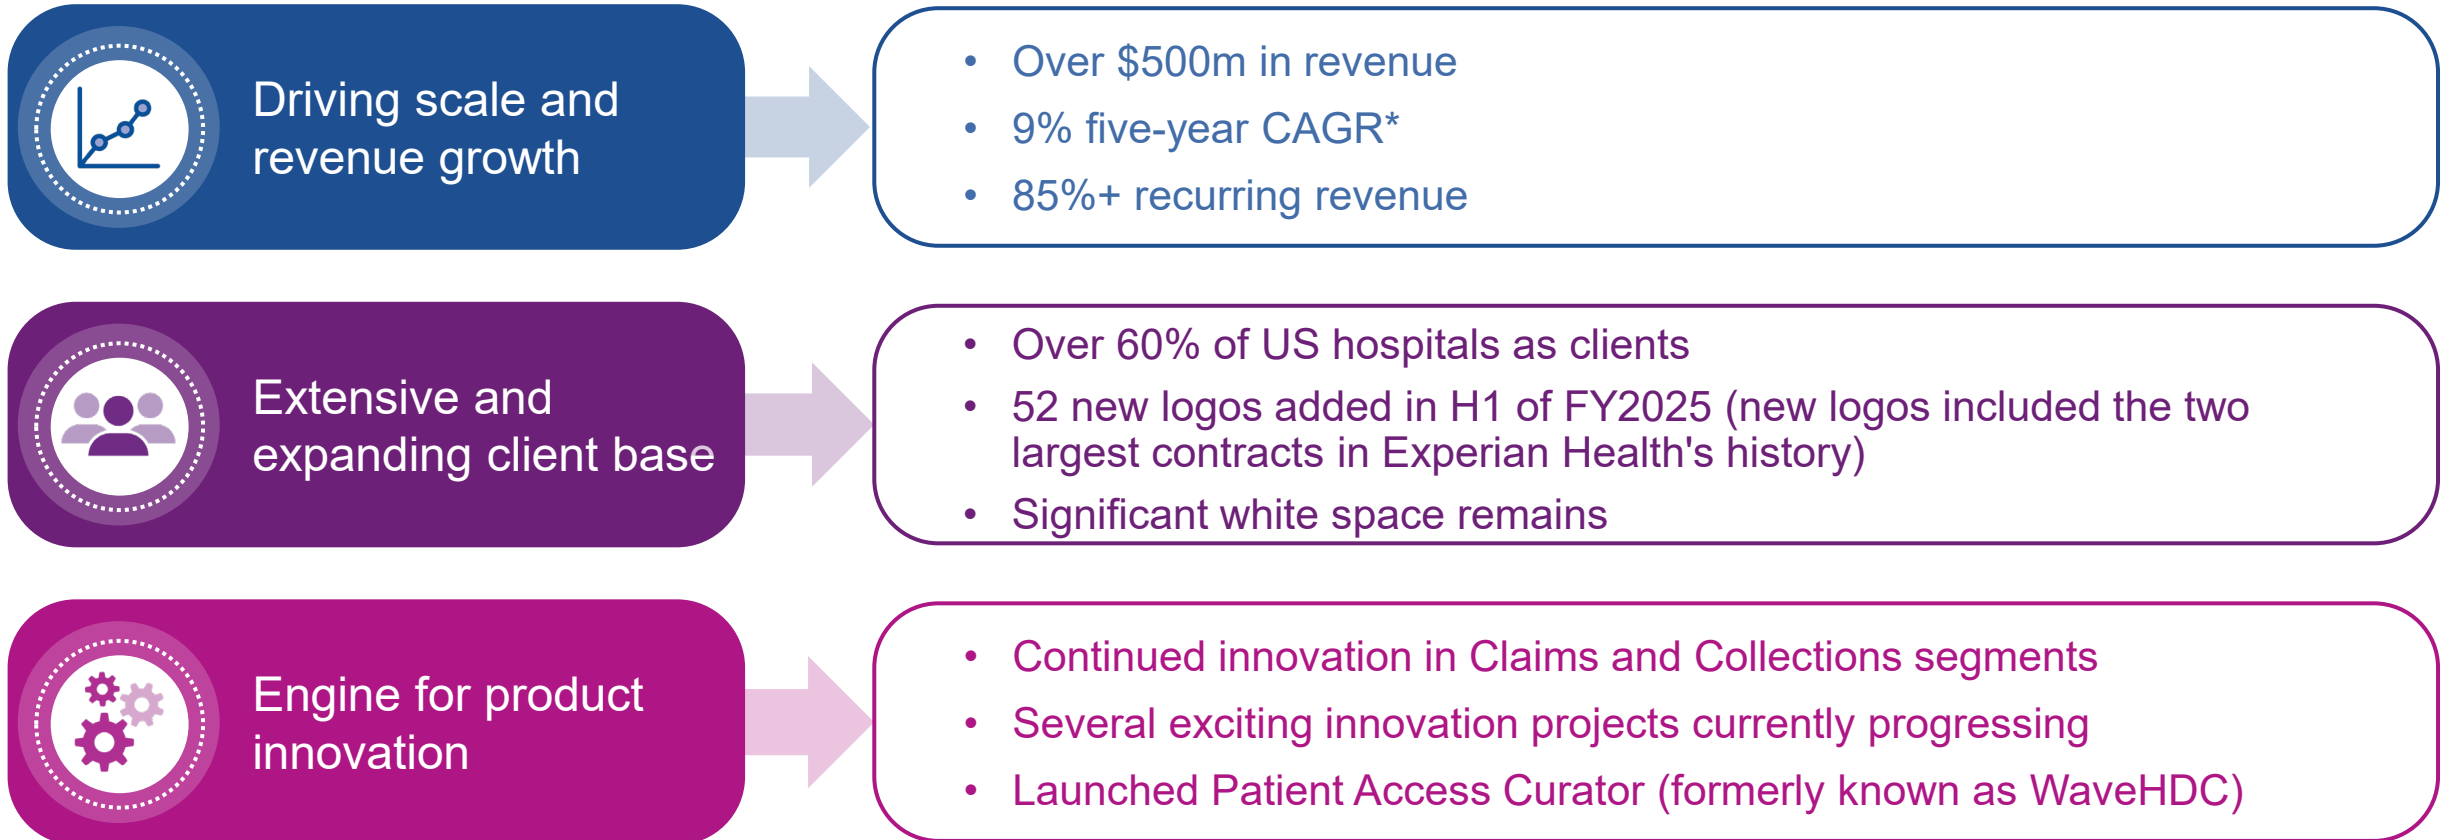 Driving scale and
revenue growth
• Over $500m in revenue
• 9% five-year CAGR*
• 85%+ recurring revenue
Extensive and
expanding client base
• Over 60% of US hospitals as clients
• 52 new logos added in H1 of FY2025 (new logos included the two
largest contracts in Experian Health's history)
• Significant white space remains
Engine for product
innovation
• Continued innovation in Claims and Collections segments
• Several exciting innovation projects currently progressing
• Launched Patient Access Curator (formerly known as WaveHDC)